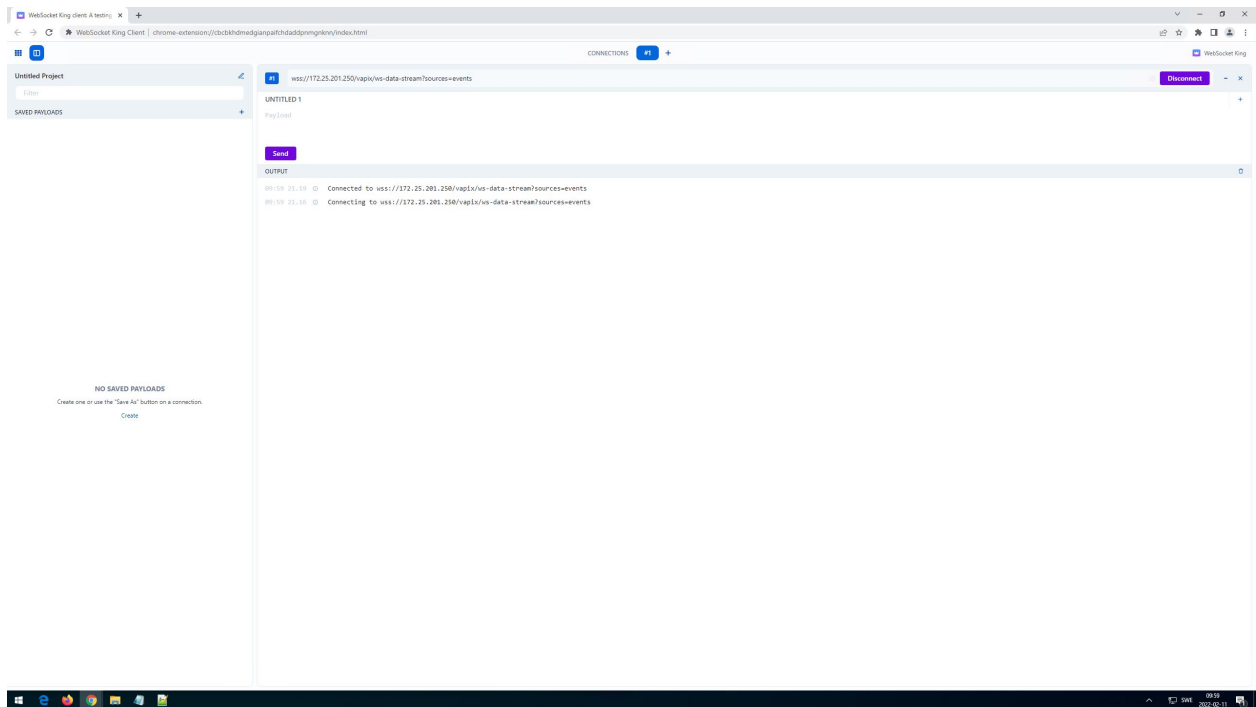 WebSocket King client: A testing
WebSocket King Client | chrome-extension://cbcbkhdmedgianpaifchdaddpnmgnknn/index.html
CONNECTIONS #1 +
WebSocket King
Untitled Project
Filter
SAVED PAYLOADS +
NO SAVED PAYLOADS
Create one or use the "Save As" button on a connection.
Create
#1 wss://172.25.201.250/vapix/ws-data-stream?sources=events Disconnect
UNTITLED 1 +
Payload
Send
OUTPUT
09:59 21.19 Connected to wss://172.25.201.250/vapix/ws-data-stream?sources=events
Connecting to wss://172.25.201.250/vapix/ws-data-stream?sources=events
SWE
09:59
2022-02-11